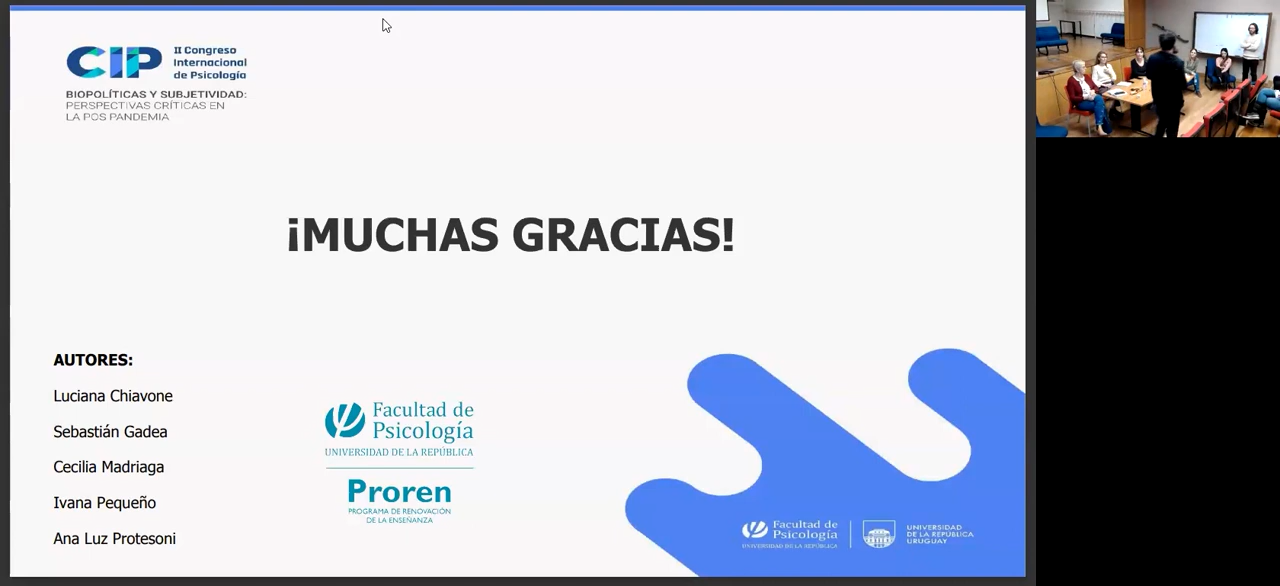 CIP
II Congreso
Internacional
de Psicología
BIOPOLÍTICAS Y SUBJETIVIDAD:
PERSPECTIVAS CRÍTICAS EN
LA POS PANDEMIA
¡MUCHAS GRACIAS!
AUTORES:
Luciana Chiavone
Sebastián Gadea
Cecilia Madriaga
Ivana Pequeño
Ana Luz Protesoni
Facultad de
Psicología
UNIVERSIDAD DE LA REPÚBLICA
Proren
PROGRAMA DE RENOVACIÓN
DE LA ENSEÑANZA
Facultad de
Psicología
UNIVERSIDAD DE LA REPÚBLICA
UNIVERSIDAD
DE LA REPÚBLICA
URUGUAY